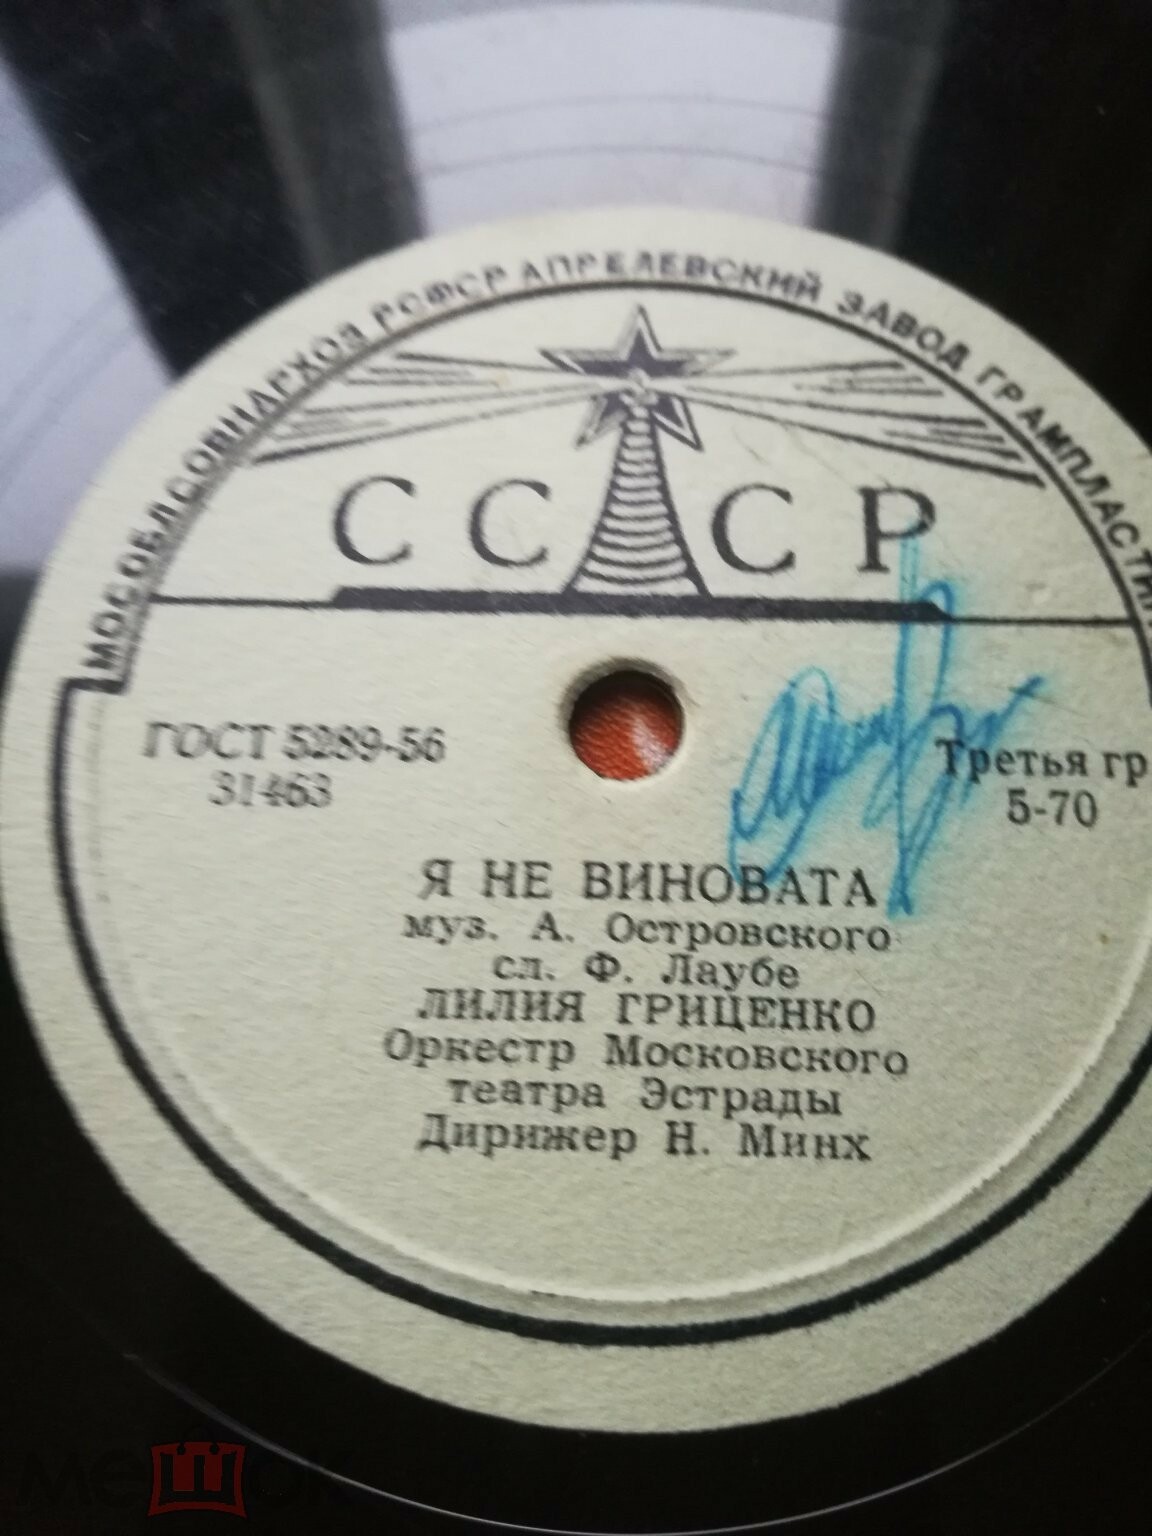 МОСОБЛСОВНАРХОЗ РСФСР АПРЕЛЕВСКИЙ ЗАВОД ГРАМПЛАСТИН
СССР
ГОСТ 5289-56
31463
Третья гр
5-70
Я НЕ ВИНОВАТА
муз. А. Островского
сл. Ф. Лаубе
ЛИЛИЯ ГРИЦЕНКО
Оркестр Московского
театра Эстрады
Дирижер Н. Минх
мешок